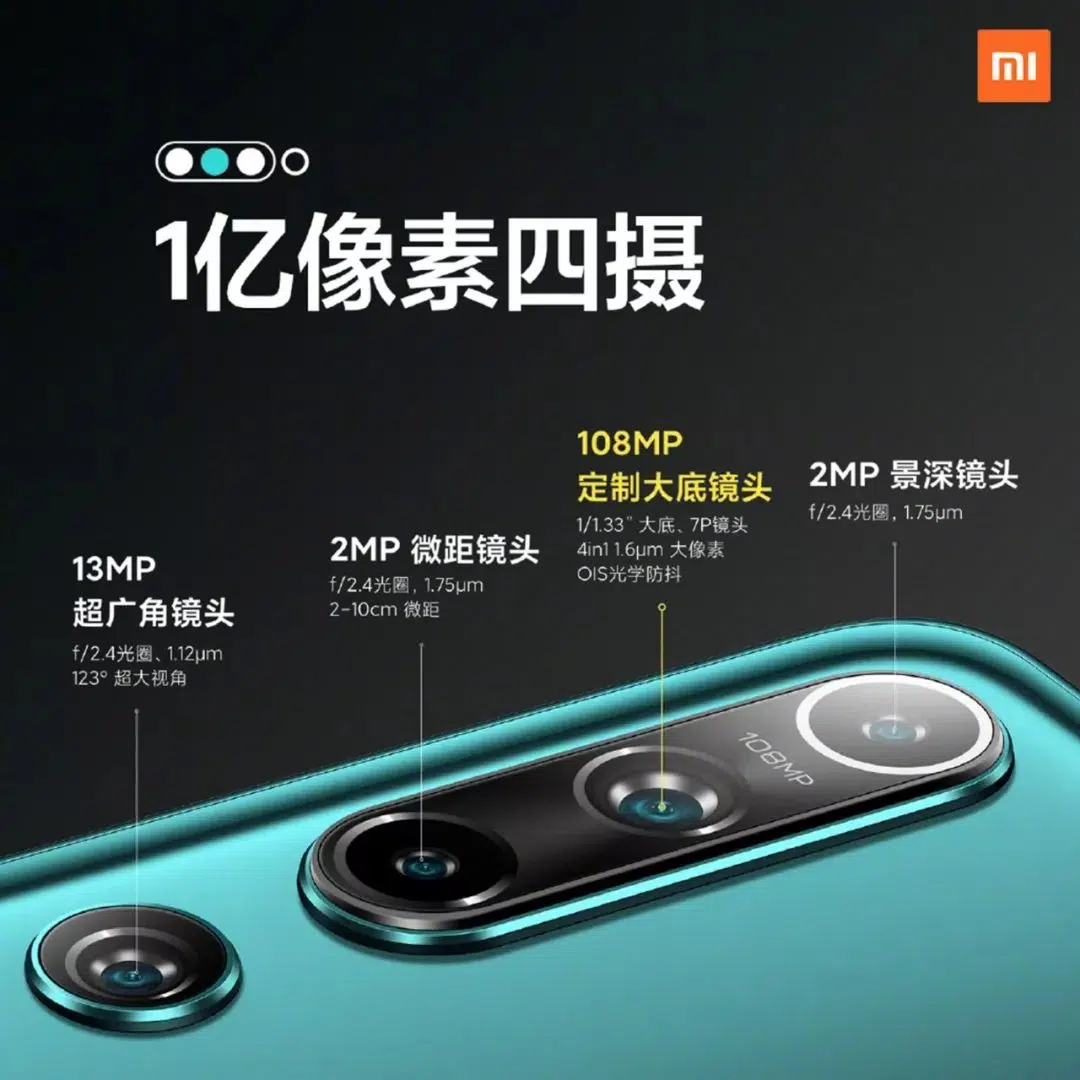 mi
1亿像素四摄
108MP
定制大底镜头
1/1.33" 大底、7P镜头
4in1 1.6μm 大像素
OIS光学防抖
2MP 景深镜头
f/2.4光圈, 1.75μm
2MP 微距镜头
f/2.4光圈, 1.75μm
2-10cm 微距
13MP
超广角镜头
f/2.4光圈、1.12μm
123° 超大视角
108MP